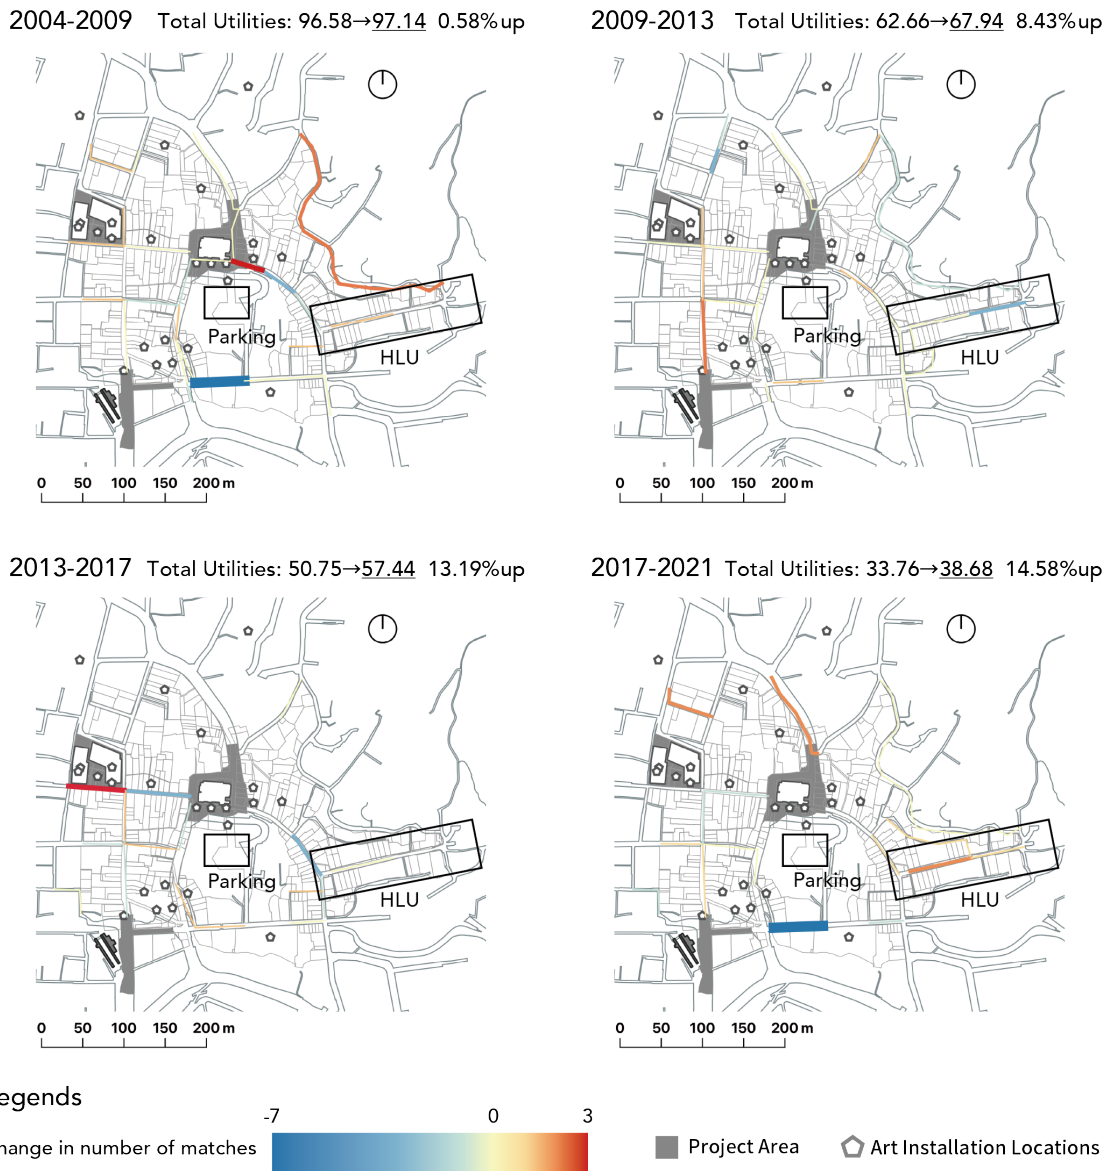 2004-2009 Total Utilities: 96.58→97.14 0.58%up
Parking
HLU
0 50 100 150 200 m
2009-2013 Total Utilities: 62.66→67.94 8.43%up
Parking
HLU
0 50 100 150 200 m
2013-2017 Total Utilities: 50.75→57.44 13.19%up
Parking
HLU
0 50 100 150 200 m
2017-2021 Total Utilities: 33.76→38.68 14.58%up
Parking
HLU
0 50 100 150 200 m
egends
-7 0 3
hange in number of matches
Project Area
Art Installation Locations